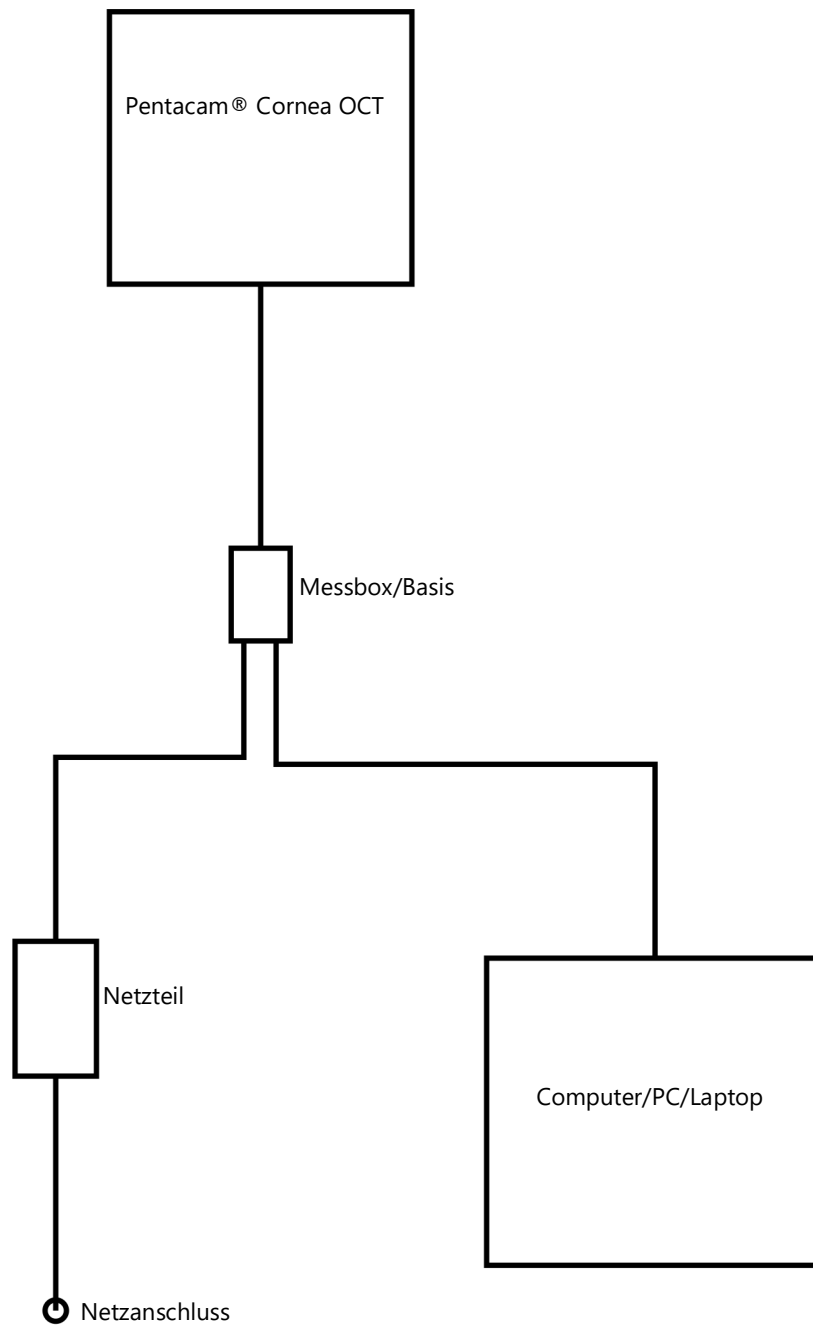 Pentacam® Cornea OCT
Messbox/Basis
Netzteil
Computer/PC/Laptop
Netzanschluss